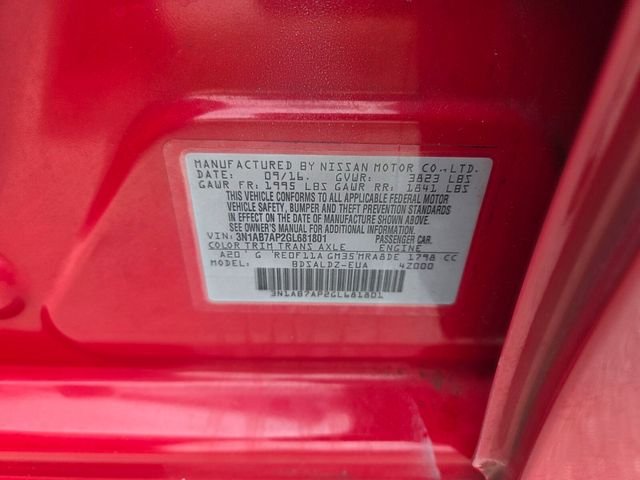 MANUFACTURED BY NISSAN MOTOR CO., LTD.
DATE: 09/16. GVWR: 3823 LBS
GAWR FR: 1995 LBS GAWR RR: 1841 LBS
THIS VEHICLE CONFORMS TO ALL APPLICABLE FEDERAL MOTOR
VEHICLE SAFETY, BUMPER AND THEFT PREVENTION STANDARDS
IN EFFECT ON THE DATE OF MANUFACTURE SHOWN ABOVE.
SEE OWNER'S MANUAL FOR MORE INFORMATION.
VIN: 3N1AB7AP2GL681801 PASSENGER CAR.
COLOR TRIM TRANS AXLE ENGINE
A20 G RE0F11A GM35 MRA8DE 1798 CC
MODEL: BDSALDZ-EUA 4Z000
3N1AB7AP2GL681801